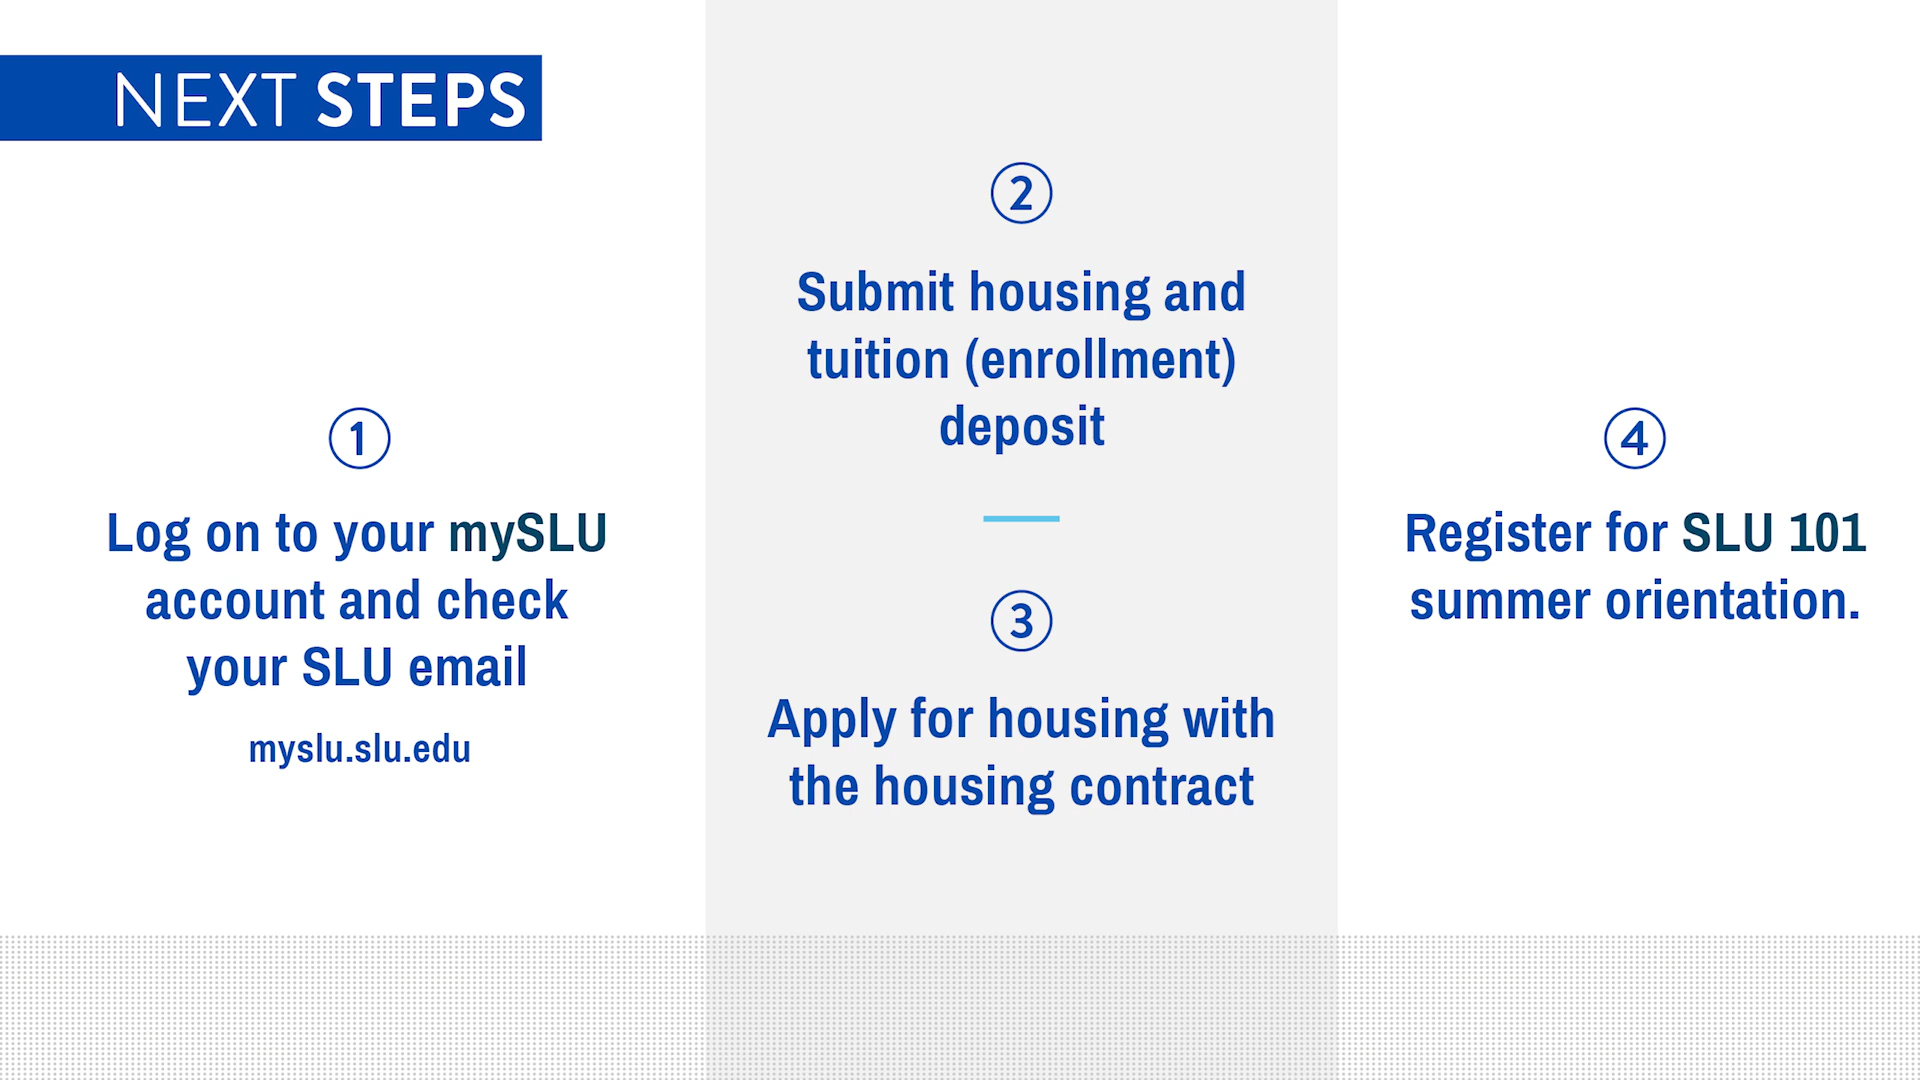 NEXT STEPS
1
Log on to your mySLU
account and check
your SLU email
myslu.slu.edu
2
Submit housing and
tuition (enrollment)
deposit
3
Apply for housing with
the housing contract
4
Register for SLU 101
summer orientation.